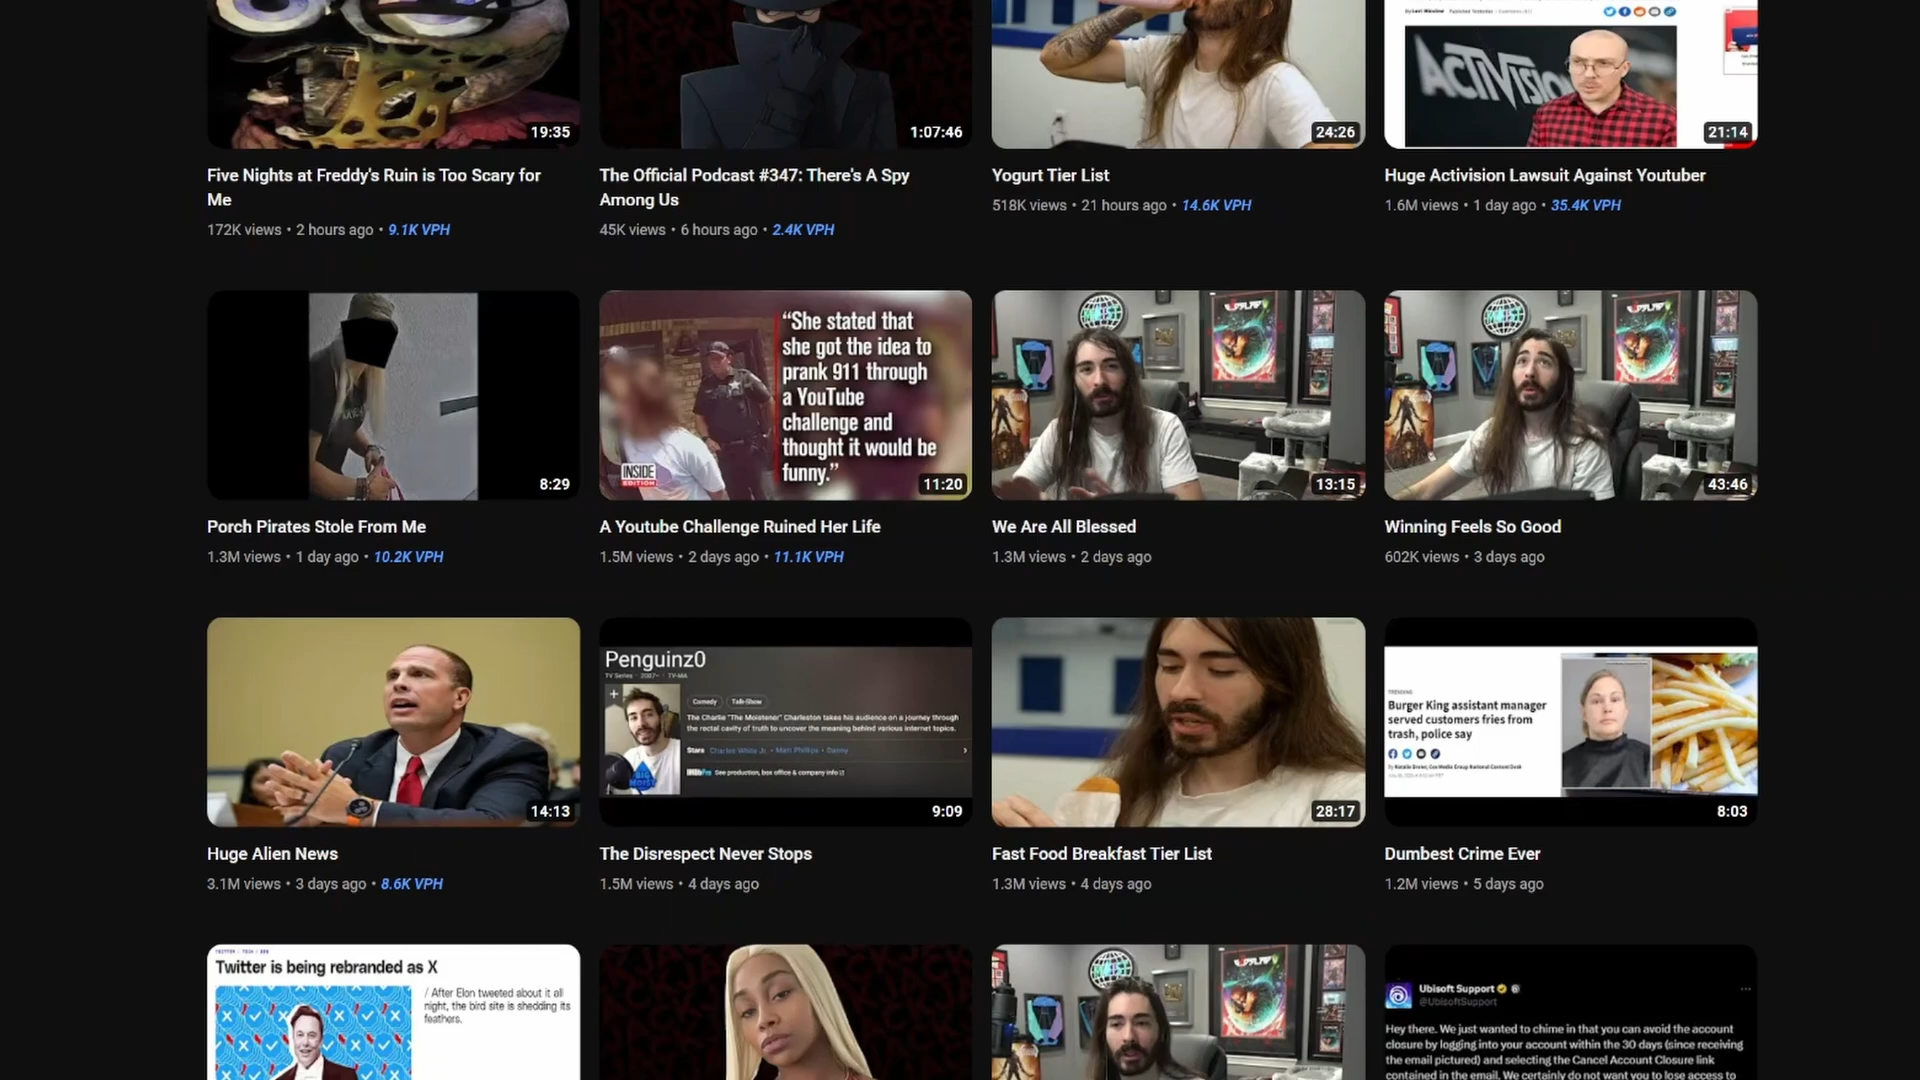 ACTIVISION
19:35
1:07:46
24:26
21:14
Five Nights at Freddy's Ruin is Too Scary for
Me
172K views • 2 hours ago • 9.1K VPH
The Official Podcast #347: There's A Spy
Among Us
45K views • 6 hours ago • 2.4K VPH
Yogurt Tier List
518K views • 21 hours ago • 14.6K VPH
Huge Activision Lawsuit Against Youtuber
1.6M views • 1 day ago • 35.4K VPH
“She stated that
she got the idea to
prank 911 through
a YouTube
challenge and
thought it would be
funny.”
INSIDE
EDITION
8:29
11:20
13:15
43:46
Porch Pirates Stole From Me
1.3M views • 1 day ago • 10.2K VPH
A Youtube Challenge Ruined Her Life
1.5M views • 2 days ago • 11.1K VPH
We Are All Blessed
1.3M views • 2 days ago
Winning Feels So Good
602K views • 3 days ago
Penguinz0
TV Series 2007– TV-MA
Comedy Talk-Show
The Charlie "The Moistener" Charleston takes his audience on a journey through
the rectal cavity of truth to uncover the meaning behind various internet topics.
Stars Charles White Jr. • Matt Phillips • Danny
IMDbPro See production, box office & company info
BIG
MOIST
TRENDING
Burger King assistant manager
served customers fries from
trash, police say
14:13
9:09
28:17
8:03
Huge Alien News
3.1M views • 3 days ago • 8.6K VPH
The Disrespect Never Stops
1.5M views • 4 days ago
Fast Food Breakfast Tier List
1.3M views • 4 days ago
Dumbest Crime Ever
1.2M views • 5 days ago
TWITTER / TECH /
Twitter is being rebranded as X
/ After Elon tweeted about it all
night, the bird site is shedding its
feathers.
Ubisoft Support
@UbisoftSupport
Hey there. We just wanted to chime in that you can avoid the account
closure by logging into your account within the 30 days (since receiving
the email pictured) and selecting the Cancel Account Closure link
contained in the email. We certainly do not want you to lose access to